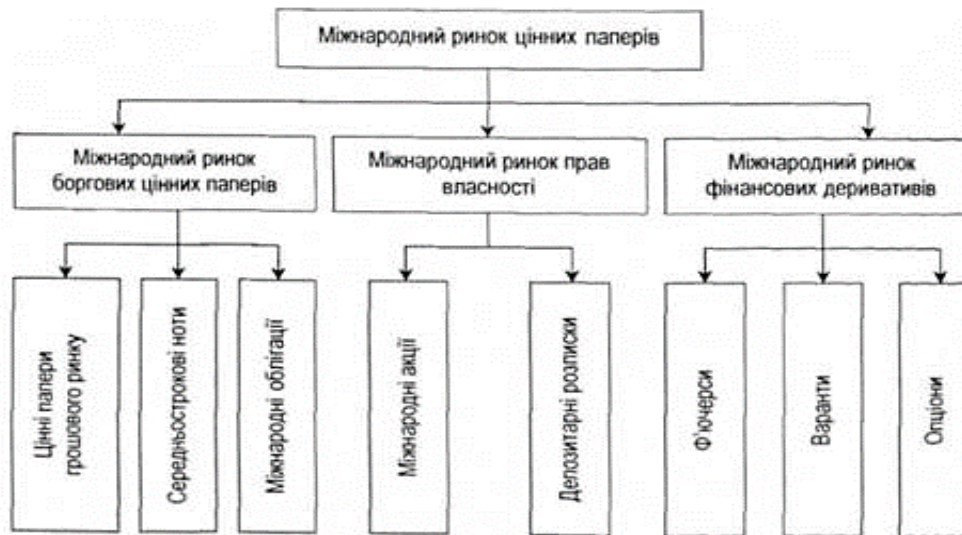 Міжнародний ринок цінних паперів
Міжнародний ринок
боргових цінних паперів
Міжнародний ринок прав
власності
Міжнародний ринок
фінансових деривативів
Цінні папери
грошового ринку
Середньострокові ноти
Міжнародні облігації
Міжнародні акції
Депозитарні розписки
Ф'ючерси
Варанти
Опціони